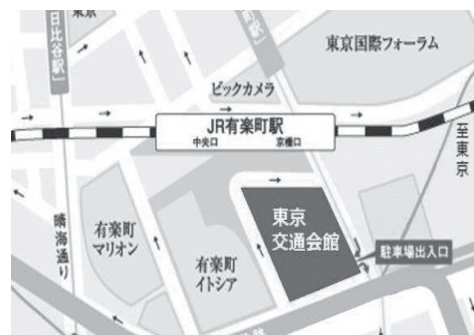 東京
日比谷駅
町駅
東京国際フォーラム
ビックカメラ
JR有楽町駅
中央口
京橋口
至東京
晴海通り
有楽町
マリオン
有楽町
イトシア
東京
交通会館
駐車場出入口